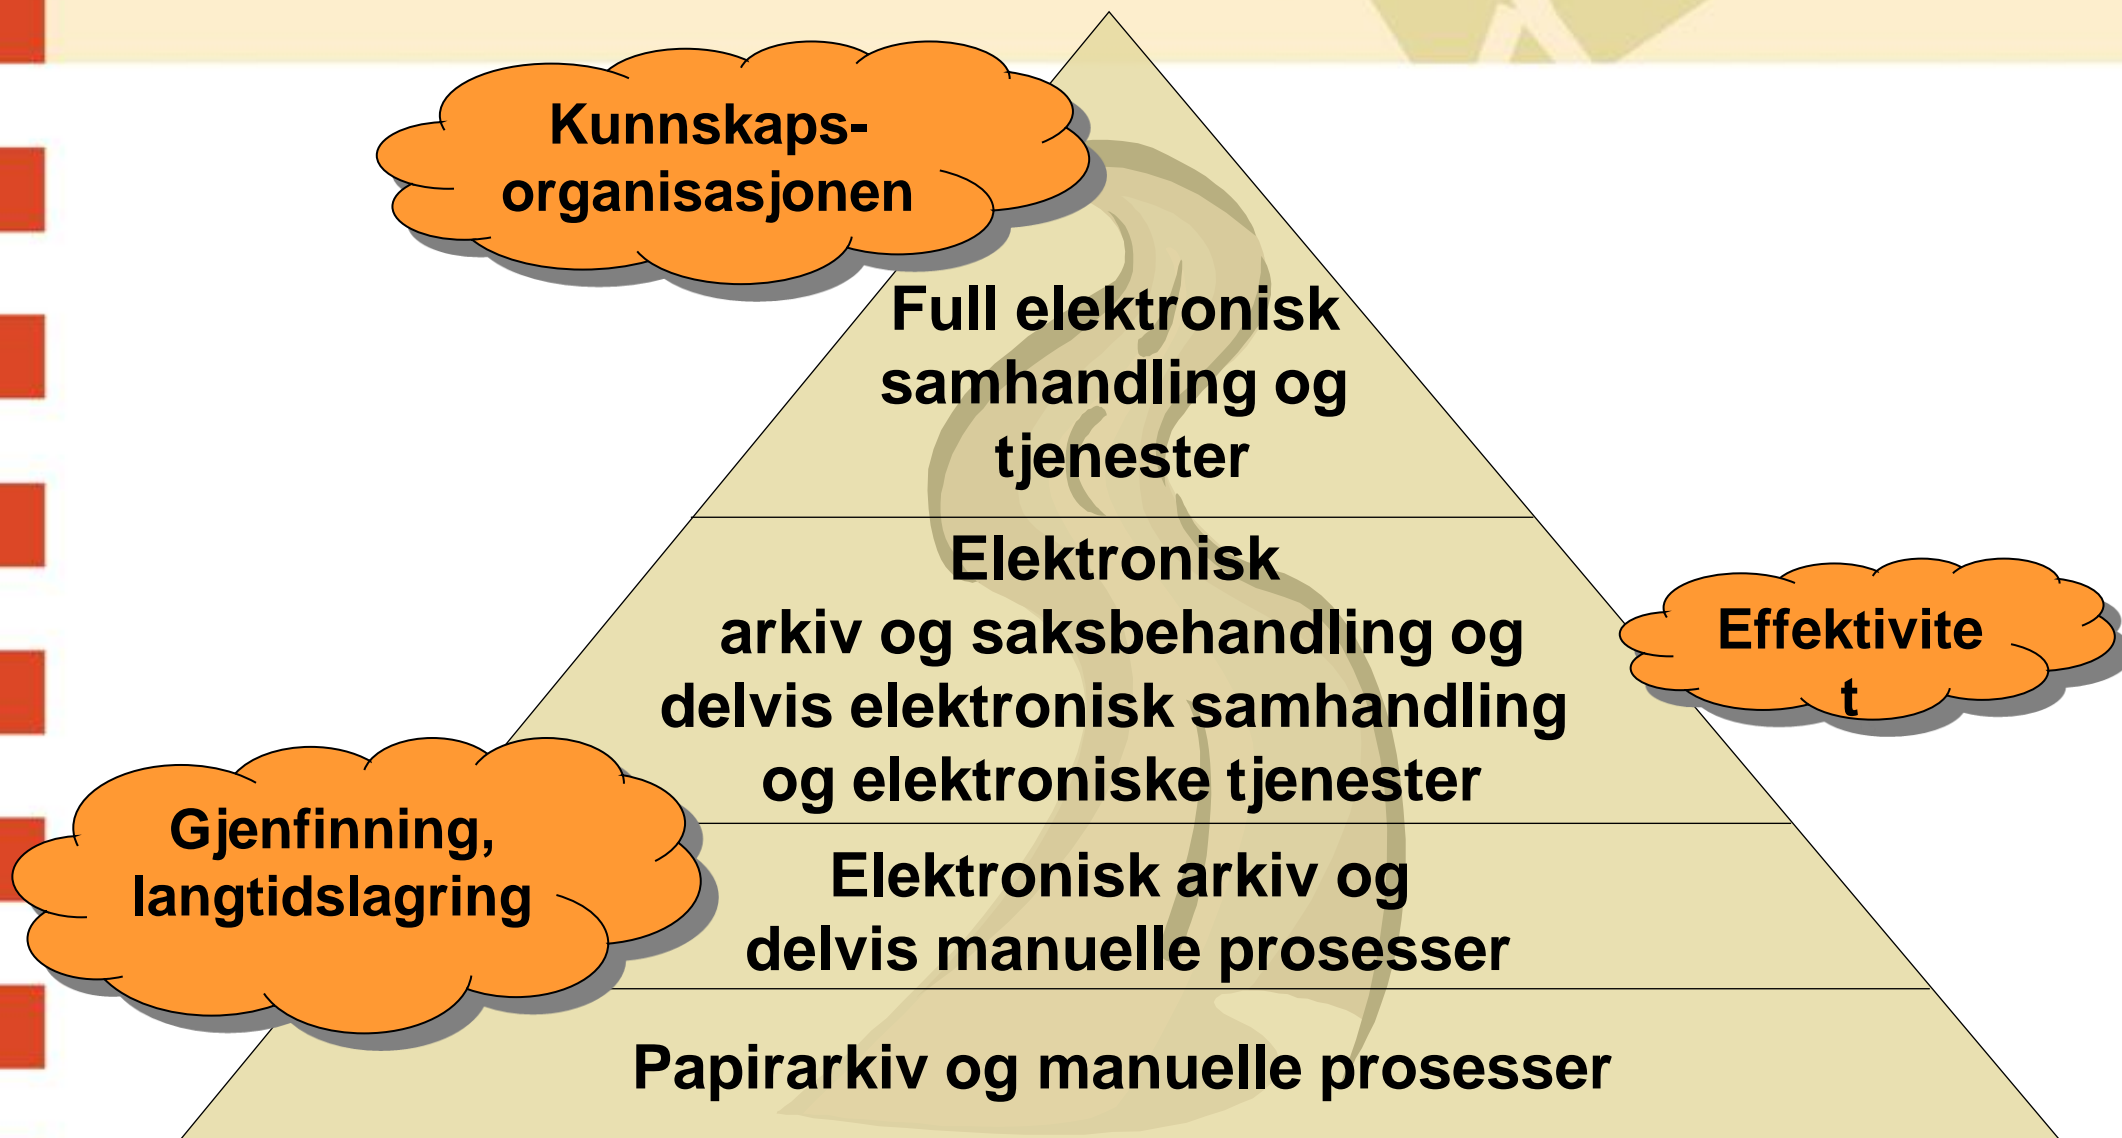 Kunnskaps-
organisasjonen
Full elektronisk
samhandling og
tjenester
Elektronisk
arkiv og saksbehandling og
delvis elektronisk samhandling
og elektroniske tjenester
Effektivite
t
Gjenfinning,
langtidslagring
Elektronisk arkiv og
delvis manuelle prosesser
Papirarkiv og manuelle prosesser